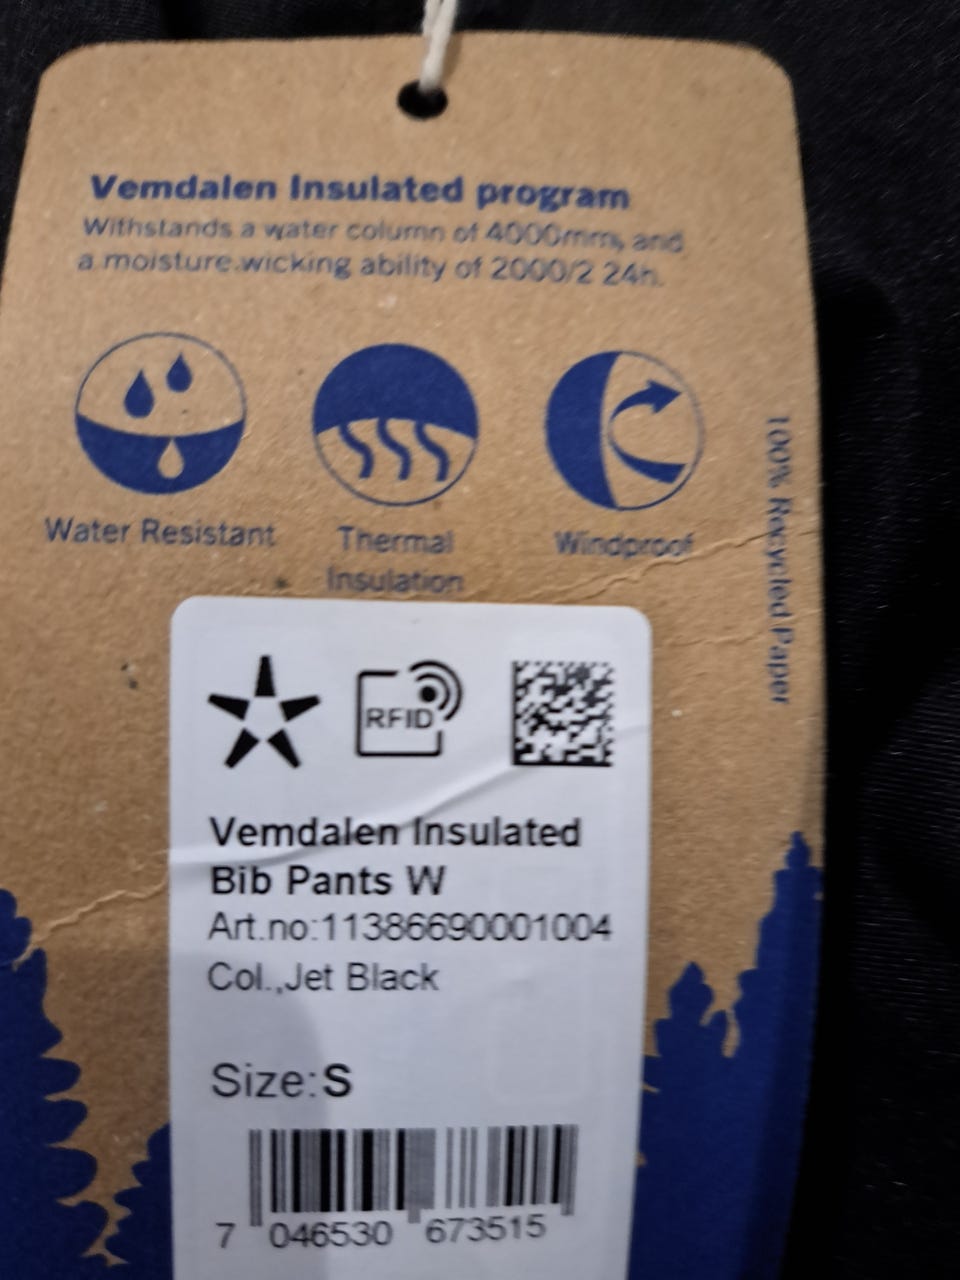 Vemdalen Insulated program
Withstands a water column of 4000mm, and
a moisture.wicking ability of 2000/2 24h.
Water Resistant
Thermal
Insulation
Windproof
100% Recycled Paper
RFID
Vemdalen Insulated
Bib Pants W
Art.no:11386690001004
Col.,Jet Black
Size:S
7 046530 673515